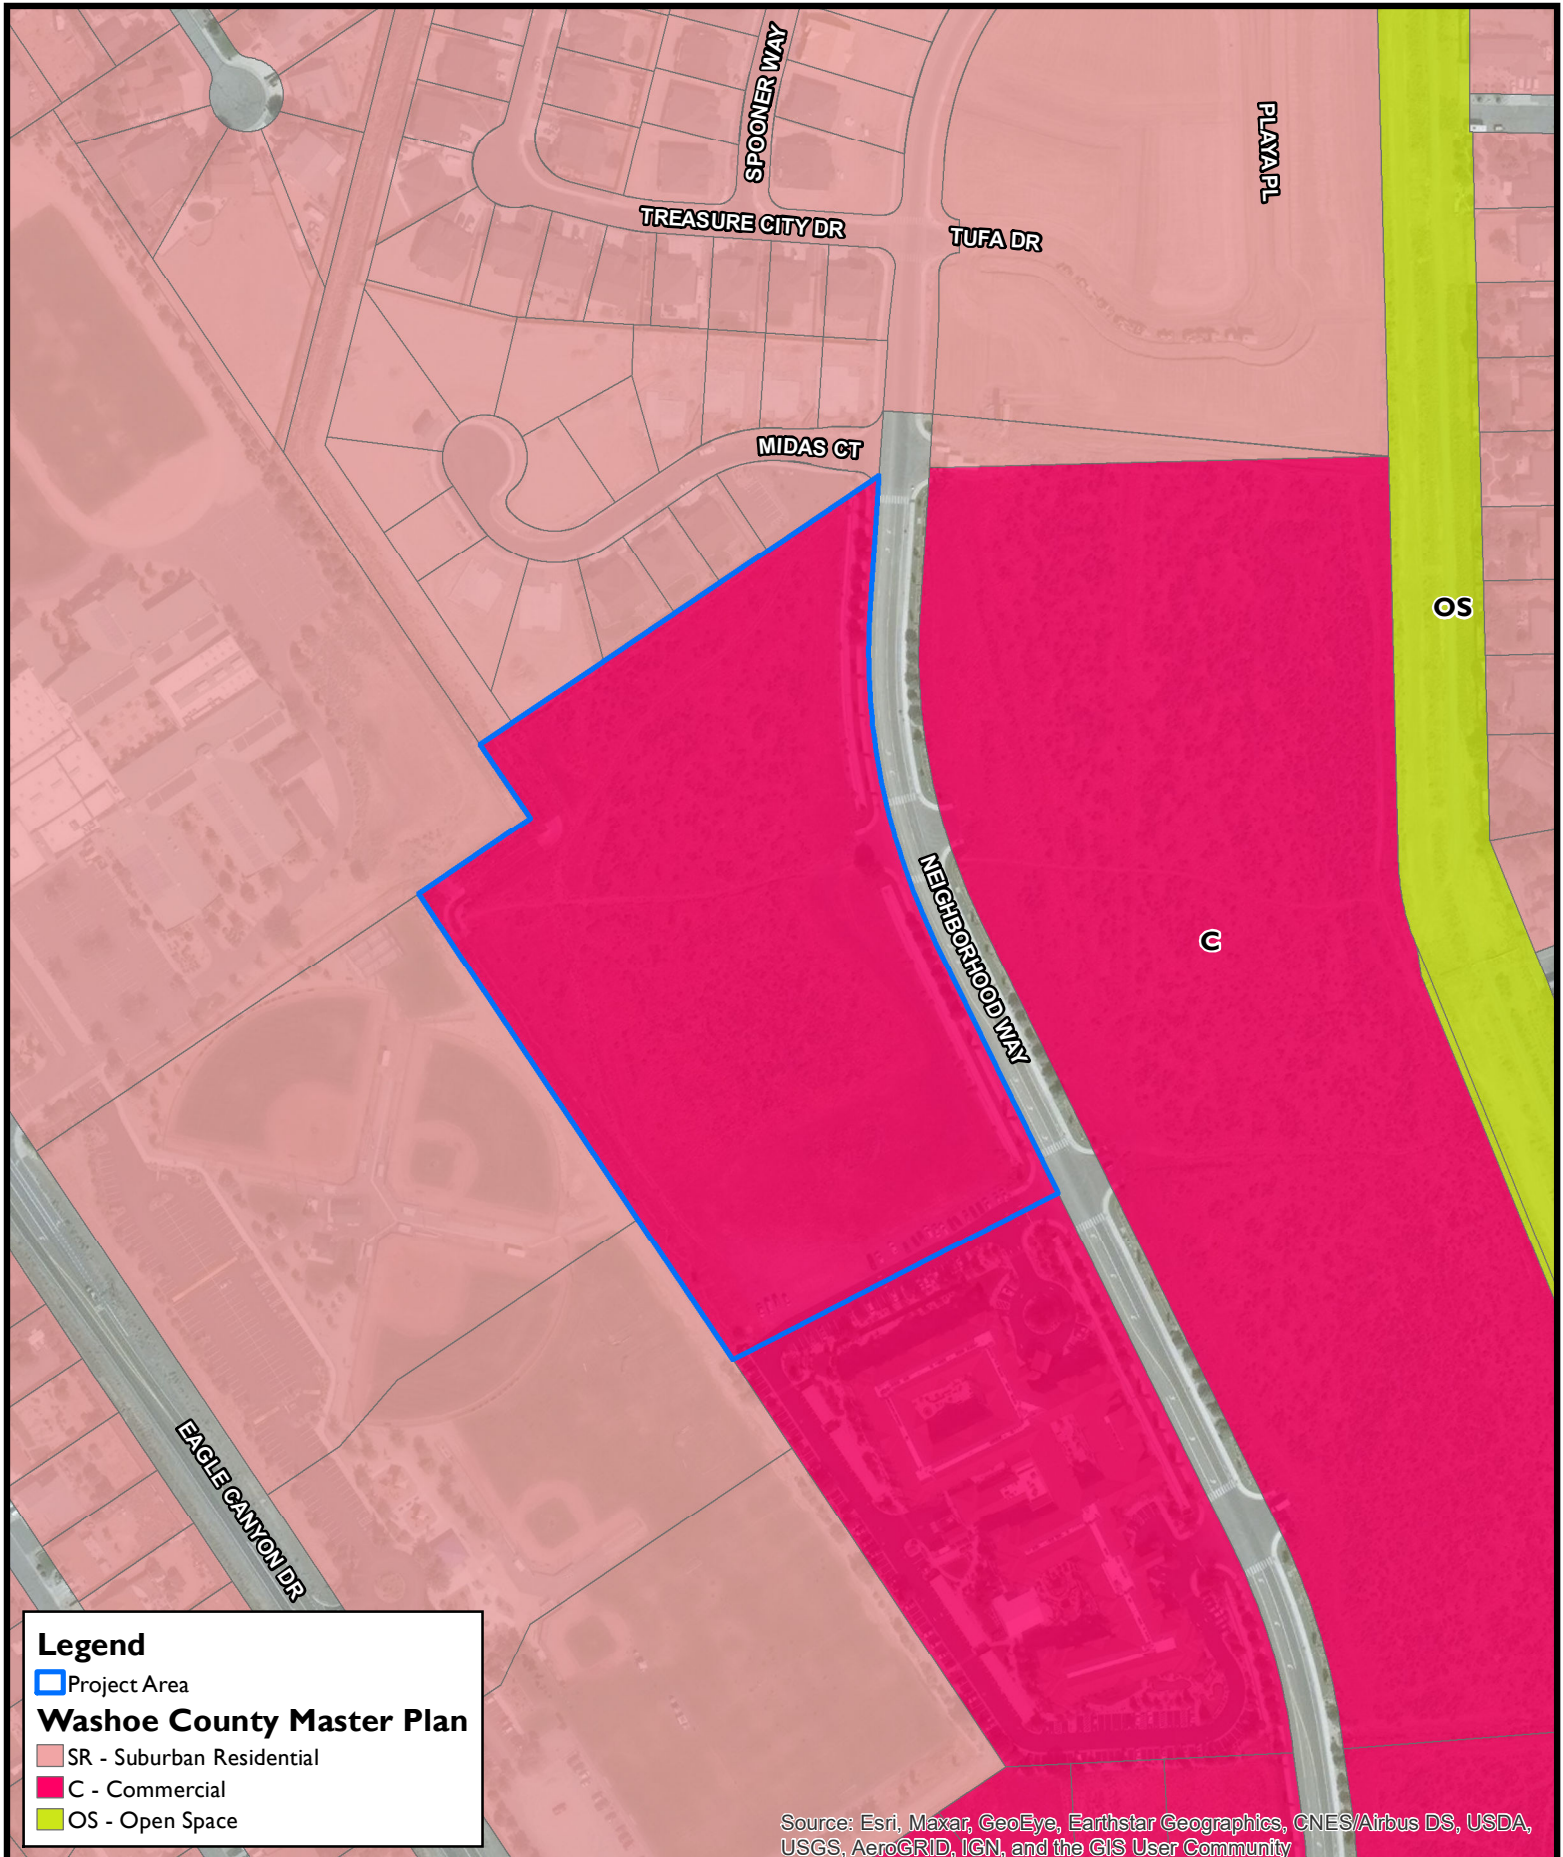 SPOONER WAY
PLAYA PL
TREASURE CITY DR
TUFA DR
MIDAS CT
OS
NEIGHBORHOOD WAY
C
EAGLE CANYON DR
Legend
Project Area
Washoe County Master Plan
SR - Suburban Residential
C - Commercial
OS - Open Space
Source: Esri, Maxar, GeoEye, Earthstar Geographics, CNES/Airbus DS, USDA,
USGS, AeroGRID, IGN, and the GIS User Community